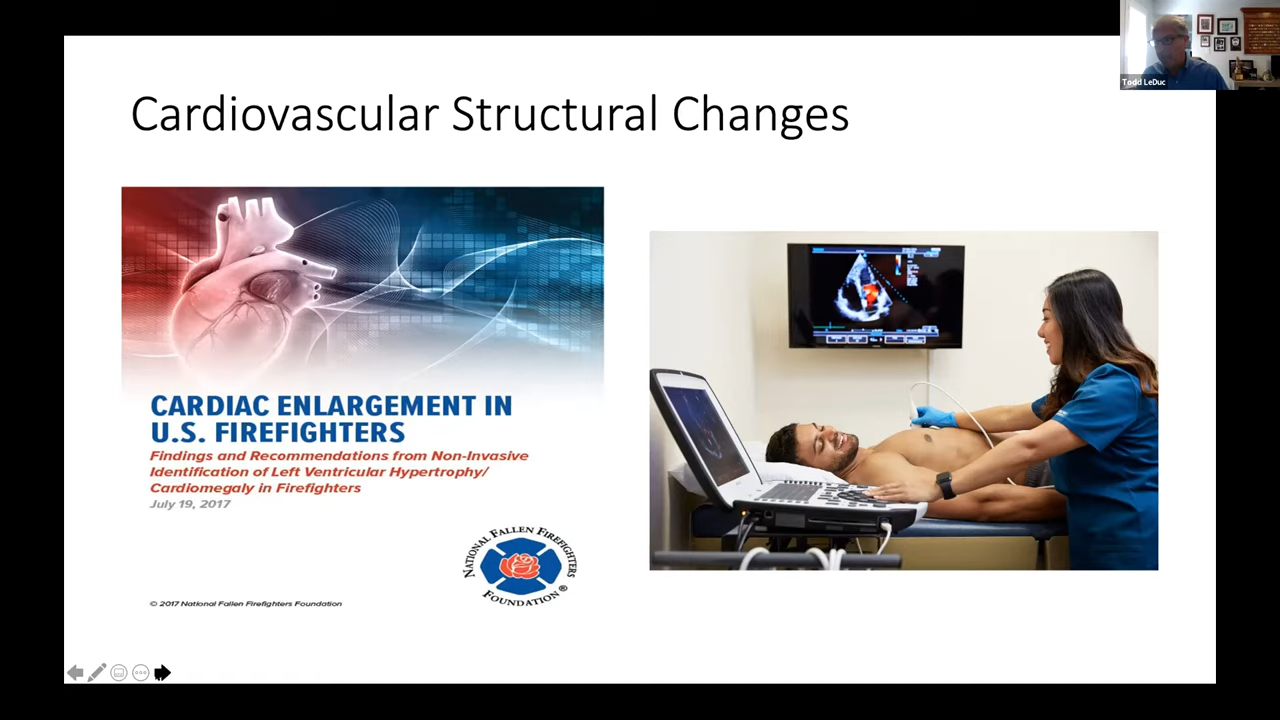 Todd LeDuc
Cardiovascular Structural Changes
CARDIAC ENLARGEMENT IN
U.S. FIREFIGHTERS
Findings and Recommendations from Non-Invasive
Identification of Left Ventricular Hypertrophy/
Cardiomegaly in Firefighters
July 19, 2017
NATIONAL FALLEN FIREFIGHTERS
FOUNDATION®
© 2017 National Fallen Firefighters Foundation